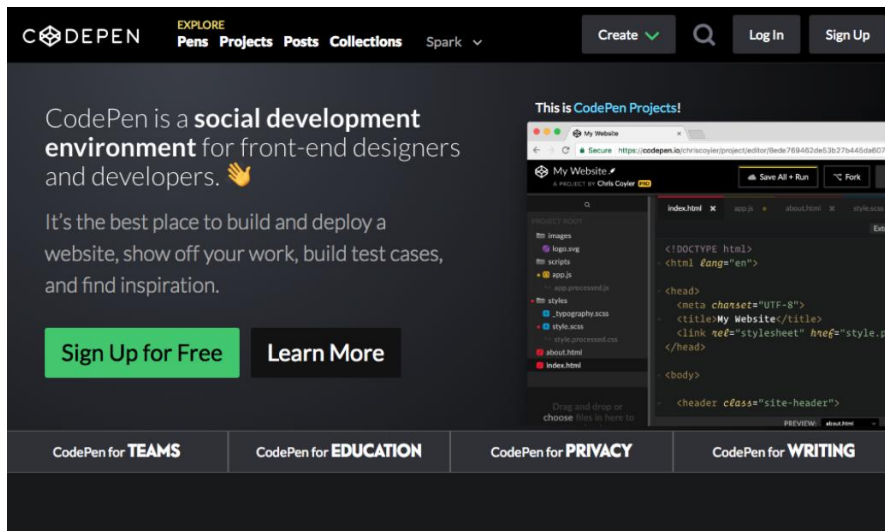 CODEPEN
EXPLORE
Pens Projects Posts Collections Spark
Create
Log In
Sign Up
CodePen is a social development
environment for front-end designers
and developers. 👋
It's the best place to build and deploy a
website, show off your work, build test cases,
and find inspiration.
Sign Up for Free
Learn More
This is CodePen Projects!
My Website
Secure https://codepen.io/chriscoyier/project/editor/
My Website
A PROJECT BY Chris Coyier PRO
Save All + Run
Fork
PROJECT ROOT
images
logo.svg
scripts
app.js
app.processed.js
styles
_typography.scss
style.scss
style.processed.css
about.html
index.html
Drag and drop or
choose files in here to
index.html
app.js
about.html
style.scss
<!DOCTYPE html>
<html lang="en">
<head>
<meta charset="UTF-8">
<title>My Website</title>
<link rel="stylesheet" href="style.p
</head>
<body>
<header class="site-header">
PREVIEW: about.html
CodePen for TEAMS
CodePen for EDUCATION
CodePen for PRIVACY
CodePen for WRITING